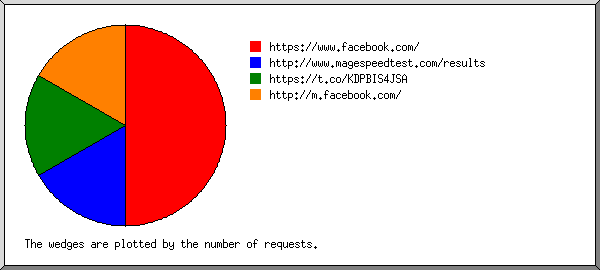 https://www.facebook.com/
http://www.magespeedtest.com/results
https://t.co/KDPBIS4JSA
http://m.facebook.com/
The wedges are plotted by the number of requests.